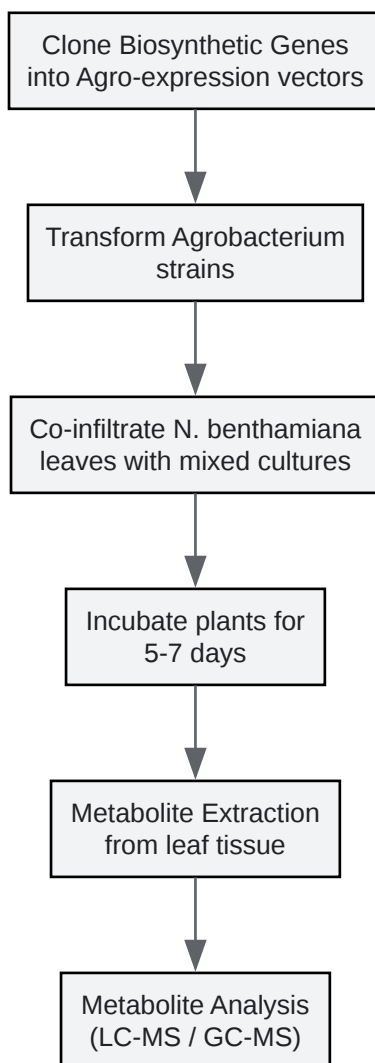 Clone Biosynthetic Genes
into Agro-expression vectors
Transform Agrobacterium
strains
Co-infiltrate N. benthamiana
leaves with mixed cultures
Incubate plants for
5-7 days
Metabolite Extraction
from leaf tissue
Metabolite Analysis
(LC-MS / GC-MS)